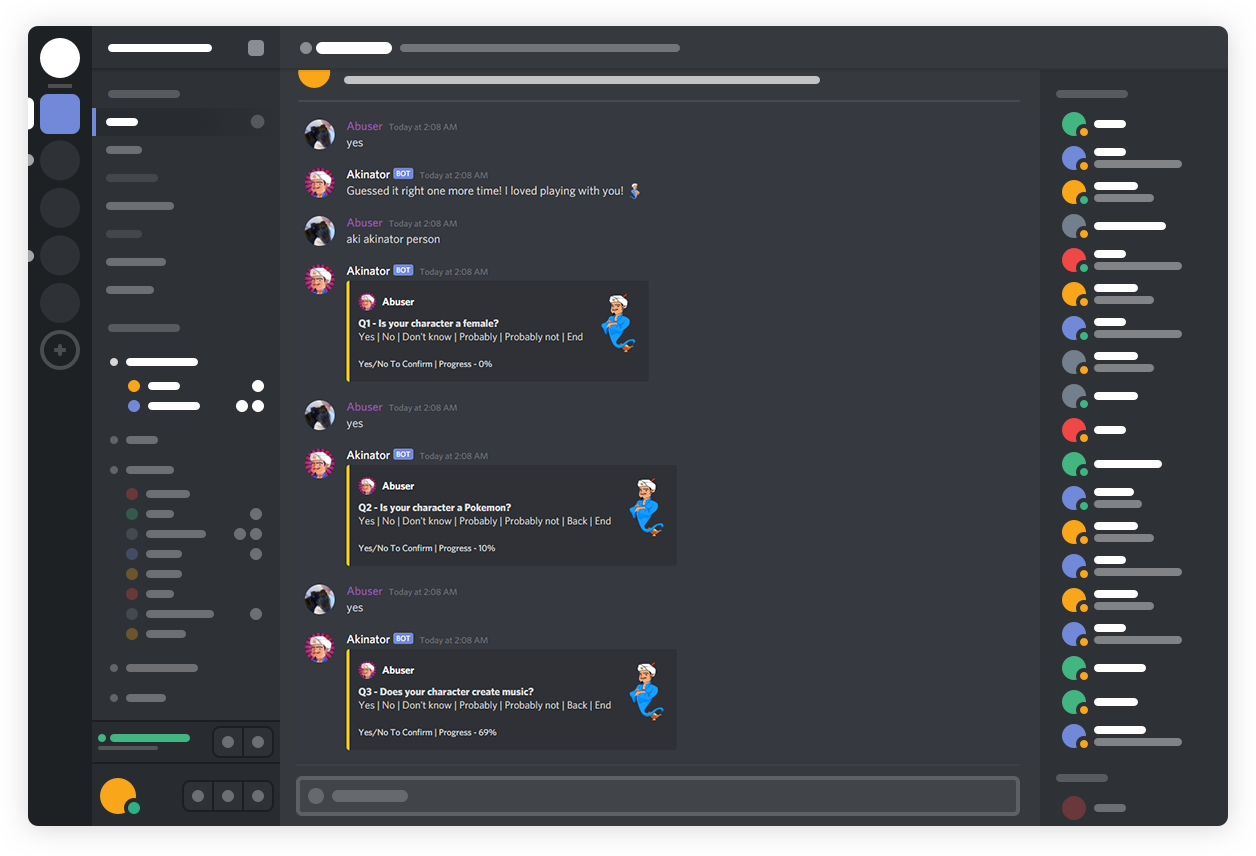 Abuser Today at 2:08 AM
yes
Akinator BOT Today at 2:08 AM
Guessed it right one more time! I loved playing with you!
Abuser Today at 2:08 AM
aki akinator person
Akinator BOT Today at 2:08 AM
Abuser
Q1 - Is your character a female?
Yes | No | Don't know | Probably | Probably not | End
Yes/No To Confirm | Progress - 0%
Abuser Today at 2:08 AM
yes
Akinator BOT Today at 2:08 AM
Abuser
Q2 - Is your character a Pokemon?
Yes | No | Don't know | Probably | Probably not | Back | End
Yes/No To Confirm | Progress - 10%
Abuser Today at 2:08 AM
yes
Akinator BOT Today at 2:08 AM
Abuser
Q3 - Does your character create music?
Yes | No | Don't know | Probably | Probably not | Back | End
Yes/No To Confirm | Progress - 69%